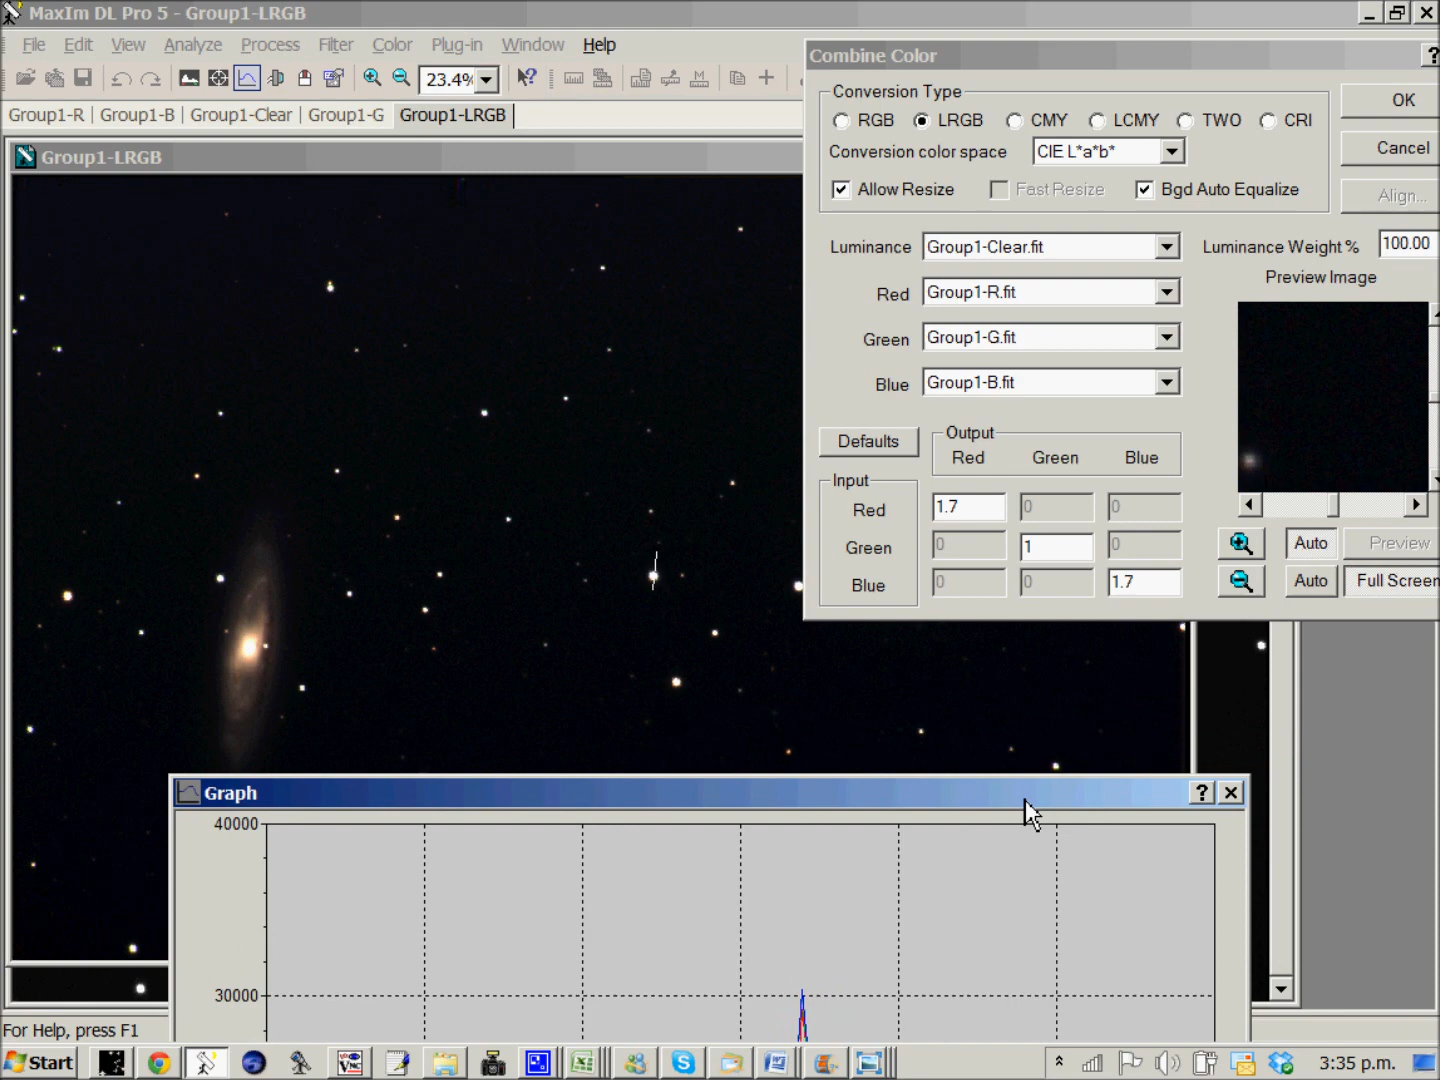 MaxIm DL Pro 5 - Group1-LRGB
File Edit View Analyze Process Filter Color Plug-in Window Help
23.4%
Group1-R | Group1-B | Group1-Clear | Group1-G | Group1-LRGB
Group1-LRGB
Combine Color
?
Conversion Type
RGB LRGB CMY LCMY TWO CRI
OK
Conversion color space CIE L*a*b*
Cancel
Allow Resize Fast Resize Bgd Auto Equalize
Align...
Luminance Group1-Clear.fit Luminance Weight % 100.00
Preview Image
Red Group1-R.fit
Green Group1-G.fit
Blue Group1-B.fit
Defaults
Output
Red Green Blue
Input
Red 1.7 0 0
Green 0 1 0
Blue 0 0 1.7
Auto Preview
Auto Full Screen
Graph
?
40000
30000
For Help, press F1
Start
3:35 p.m.